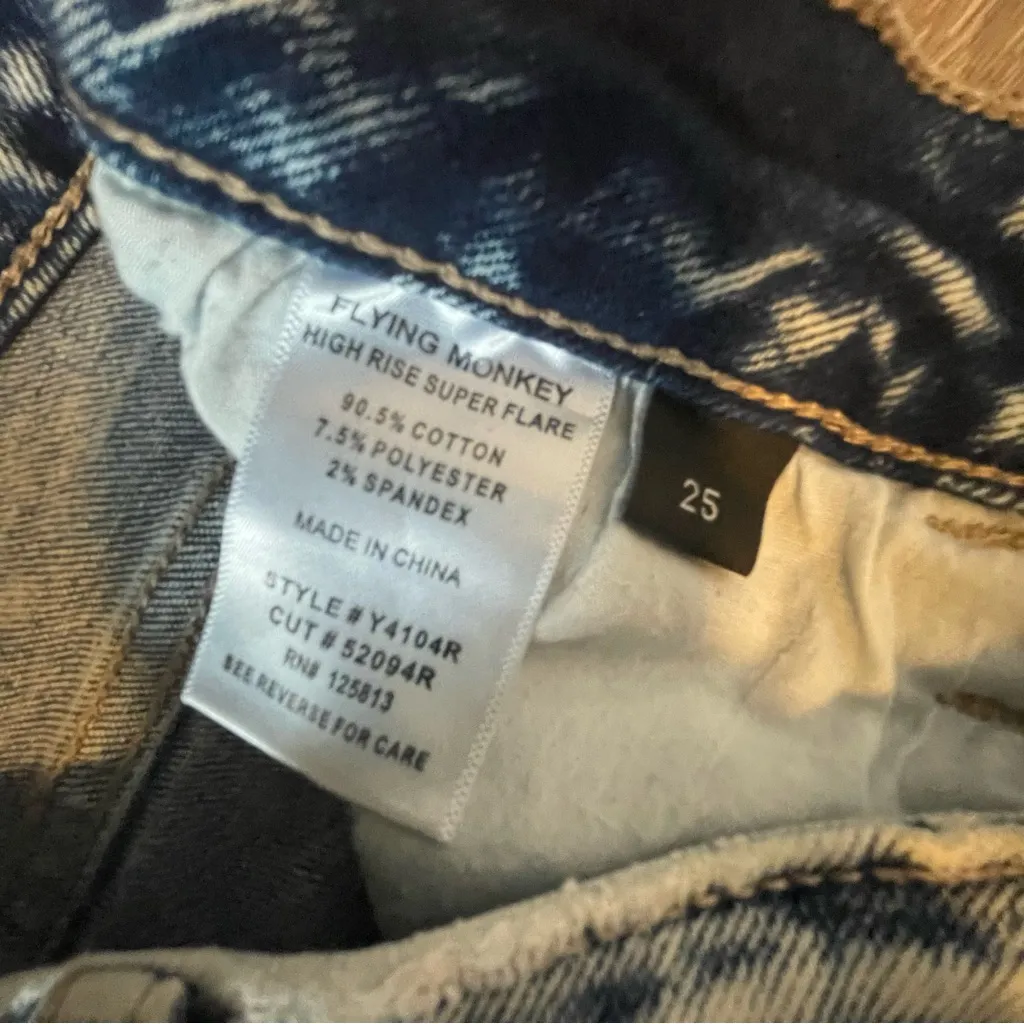 FLYING MONKEY
HIGH RISE SUPER FLARE
90.5% COTTON
7.5% POLYESTER
2% SPANDEX
MADE IN CHINA
STYLE # Y4104R
CUT # 52094R
RN# 125813
SEE REVERSE FOR CARE
25